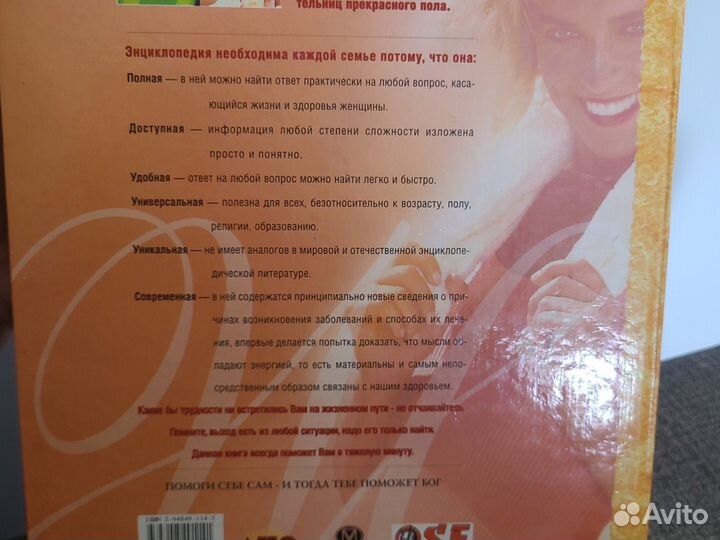 тельниц прекрасного пола.
Энциклопедия необходима каждой семье потому, что она:
Полная — в ней можно найти ответ практически на любой вопрос, каса-
ющийся жизни и здоровья женщины.
Доступная — информация любой степени сложности изложена
просто и понятно.
Удобная — ответ на любой вопрос можно найти легко и быстро.
Универсальная — полезна для всех, безотносительно к возрасту, полу,
религии, образованию.
Уникальная — не имеет аналогов в мировой и отечественной энциклопе-
дической литературе.
Современная — в ней содержатся принципиально новые сведения о при-
чинах возникновения заболеваний и способах их лече-
ния, впервые делается попытка доказать, что мысли об-
ладают энергией, то есть материальны и самым непо-
средственным образом связаны с нашим здоровьем.
Какие бы трудности ни встретились Вам на жизненном пути - не отчаивайтесь.
Помните, выход есть из любой ситуации, надо его только найти.
Данная книга всегда поможет Вам в тяжелую минуту.
ПОМОГИ СЕБЕ САМ - И ТОГДА ТЕБЕ ПОМОЖЕТ БОГ
Avito